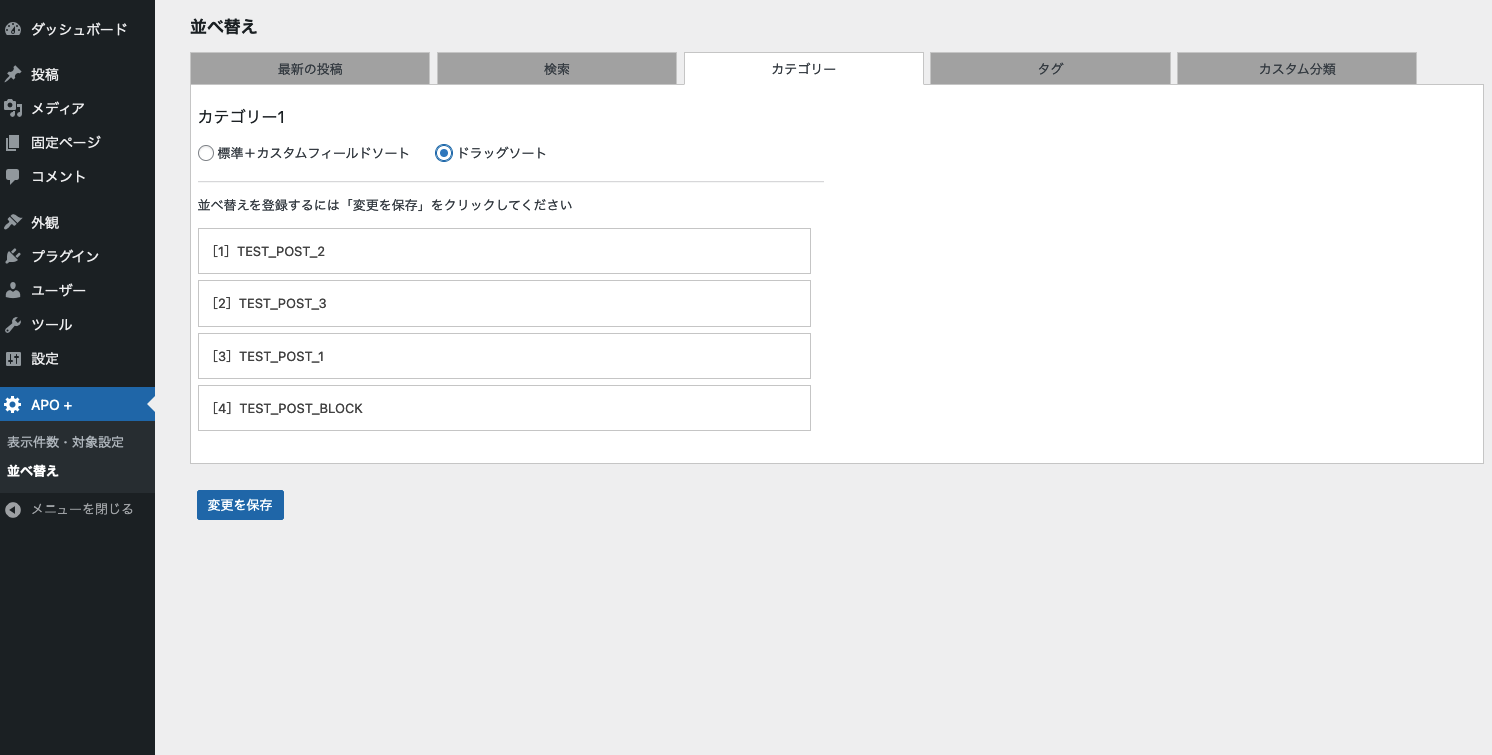 ダッシュボード
投稿
メディア
固定ページ
コメント
外観
プラグイン
ユーザー
ツール
設定
APO +
表示件数・対象設定
並べ替え
メニューを閉じる
並べ替え
最新の投稿
検索
カテゴリー
タグ
カスタム分類
カテゴリー1
標準＋カスタムフィールドソート
ドラッグソート
並べ替えを登録するには「変更を保存」をクリックしてください
[1] TEST_POST_2
[2] TEST_POST_3
[3] TEST_POST_1
[4] TEST_POST_BLOCK
変更を保存